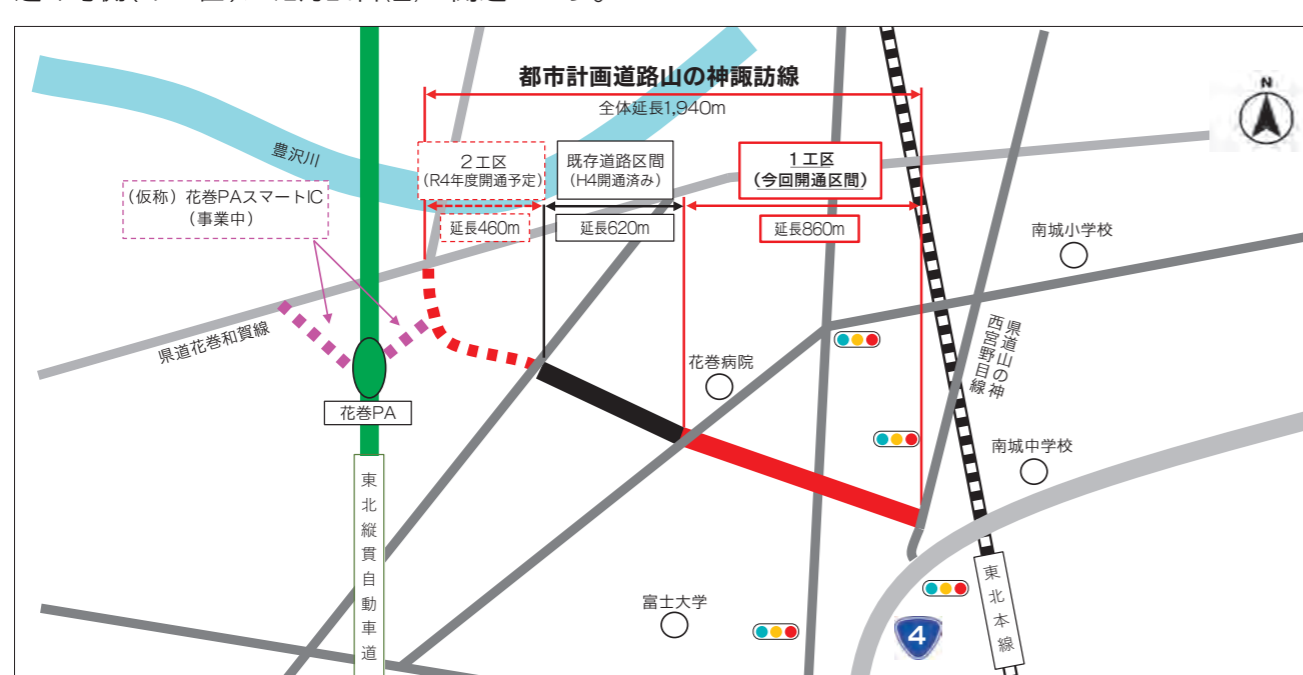 都市計画道路山の神諏訪線
全体延長1,940m
N
豊沢川
2工区
(R4年度開通予定)
既存道路区間
(H4開通済み)
1工区
(今回開通区間)
(仮称)花巻PAスマートIC
(事業中)
延長460m
延長620m
延長860m
南城小学校
県道花巻和賀線
県道山の神
西宮野目線
花巻病院
花巻PA
南城中学校
東北縦貫自動車道
富士大学
4
東北本線